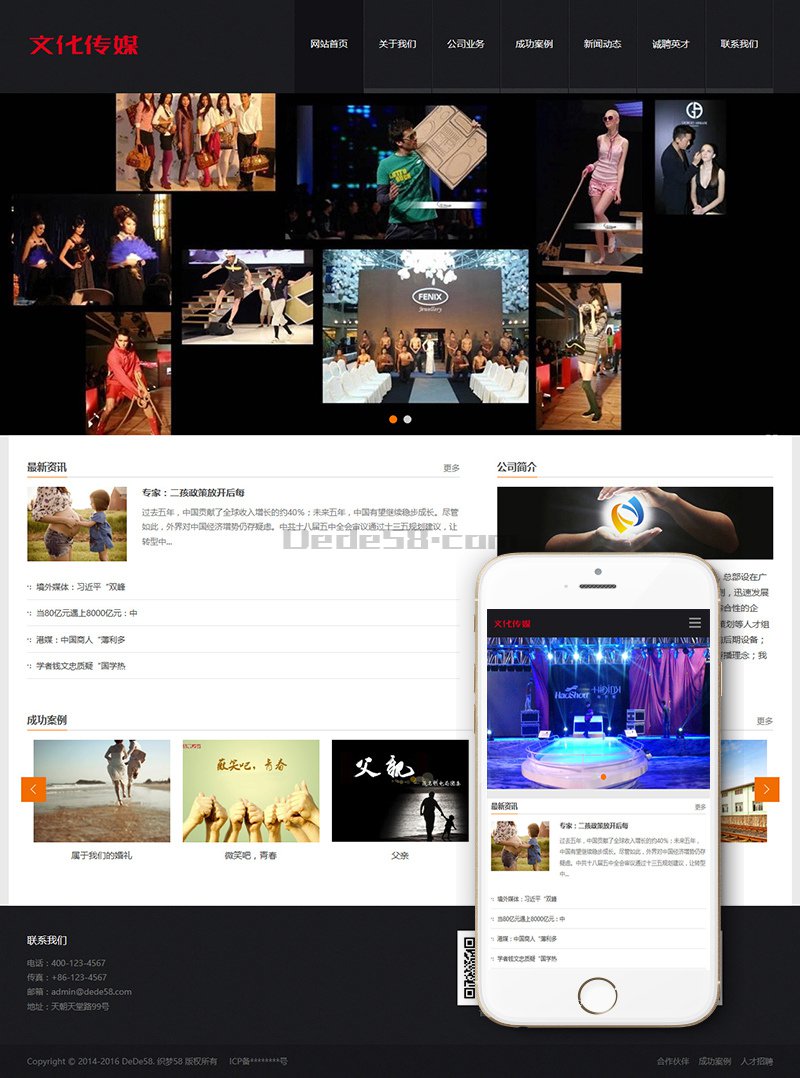 文化传媒
网站首页 关于我们 公司业务 成功案例 新闻动态 诚聘英才 联系我们
GIORGIO ARMANI
FENIX
Jewellery
最新资讯
更多
专家：二孩政策放开后每
过去五年，中国贡献了全球收入增长的约40%；未来五年，中国有望继续稳步成长。尽管
如此，外界对中国经济增势仍存疑虑。中共十八届五中全会审议通过十三五规划建议，让
转型中...
境外媒体：习近平“双峰
当80亿元遇上8000亿元：中
港媒：中国商人“薄利多
学者钱文忠质疑“国学热
公司简介
Dede58.com
总部设在广
迅速发展
合性的企
策划等人才组
后期设备；
播理念；我
成功案例
更多
微笑吧，青春
父亲
属于我们的婚礼
微笑吧，青春
父亲
文化传媒
HaoShou
最新资讯
更多
专家：二孩政策放开后每
过去五年，中国贡献了全球收入增长的约40%；未来五年，
中国有望继续稳步成长。尽管如此，外界对中国经济增势仍存
疑虑。中共十八届五中全会审议通过十三五规划建议，让转型
中...
境外媒体：习近平“双峰
当80亿元遇上8000亿元：中
港媒：中国商人“薄利多
学者钱文忠质疑“国学热
联系我们
电话：400-123-4567
传真：+86-123-4567
邮箱：admin@dede58.com
地址：天朝天堂路99号
Copyright © 2014-2016 DeDe58. 织梦58 版权所有 ICP备********号
合作伙伴 成功案例 人才招聘